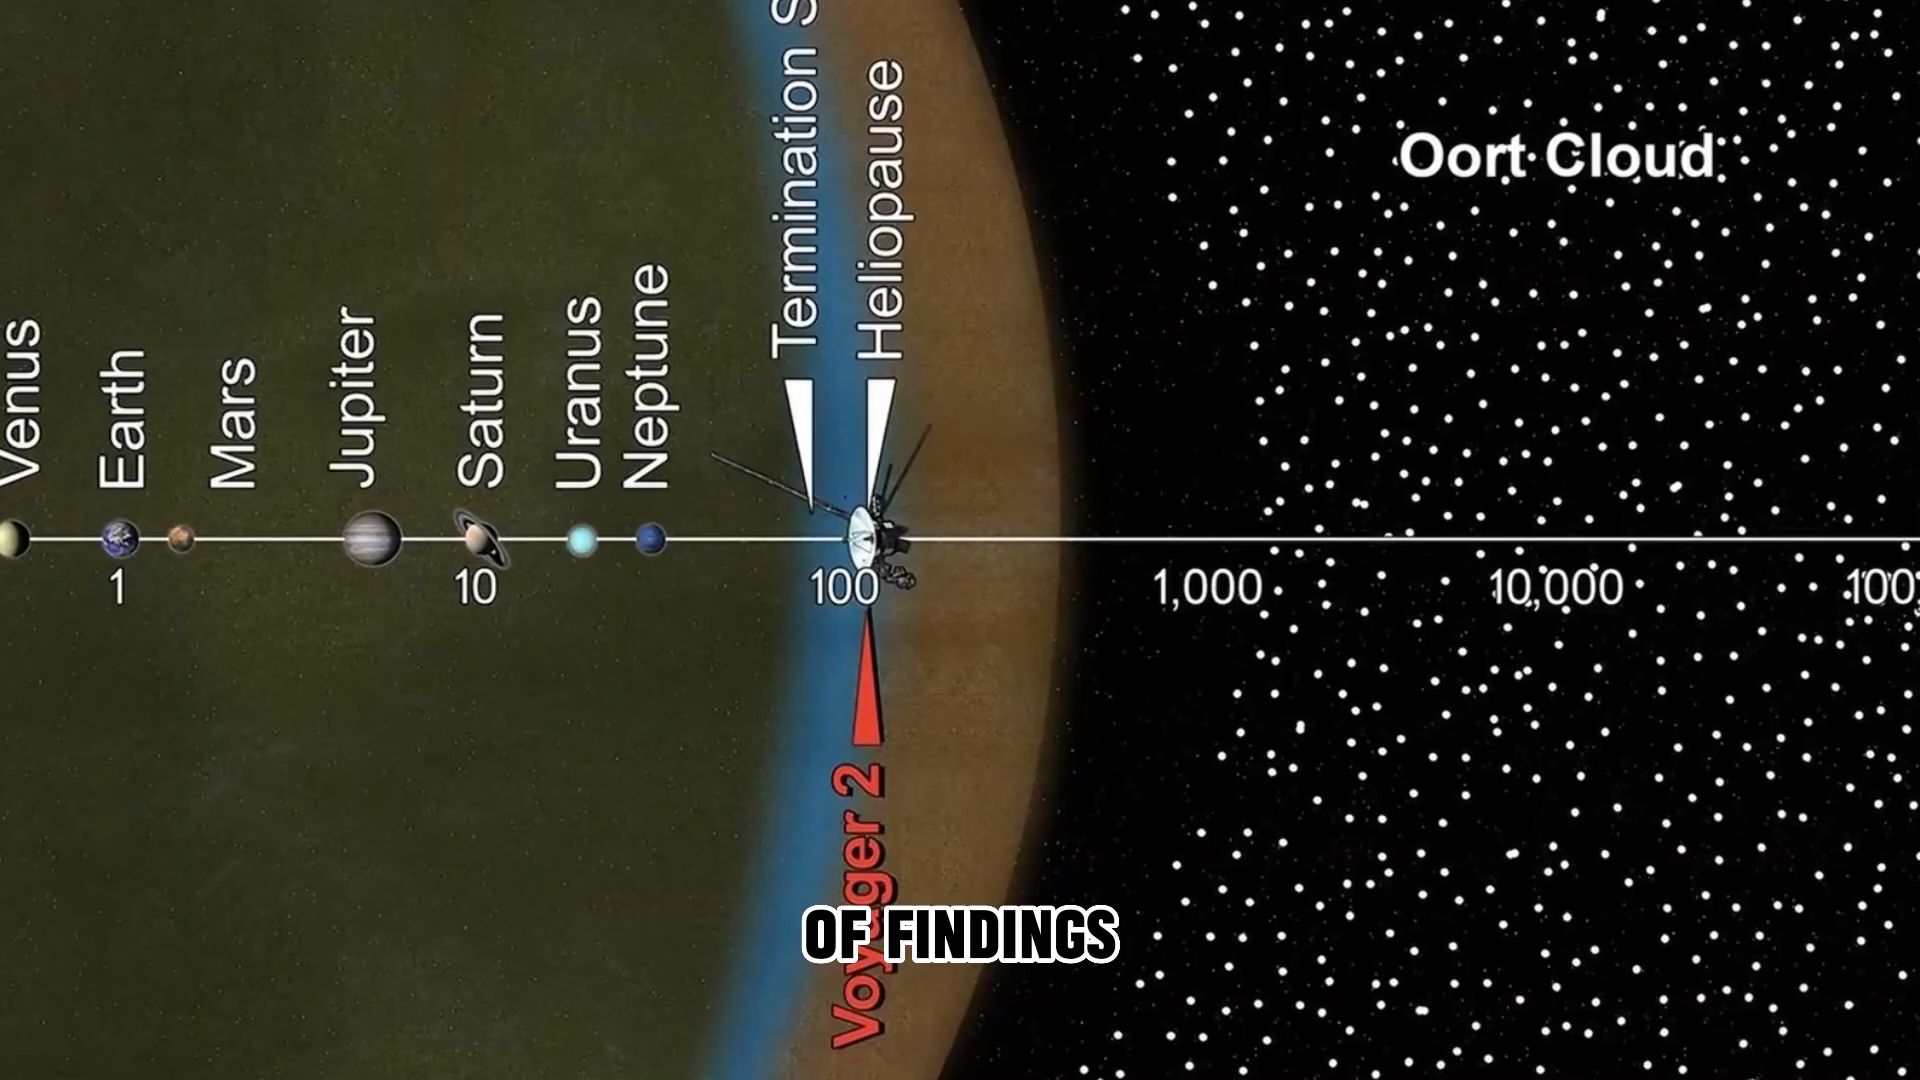 Venus
Earth
Mars
Jupiter
Saturn
Uranus
Neptune
Termination S
Heliopause
Oort Cloud
1
10
100
1,000
10,000
100,
Voyager 2
OF FINDINGS